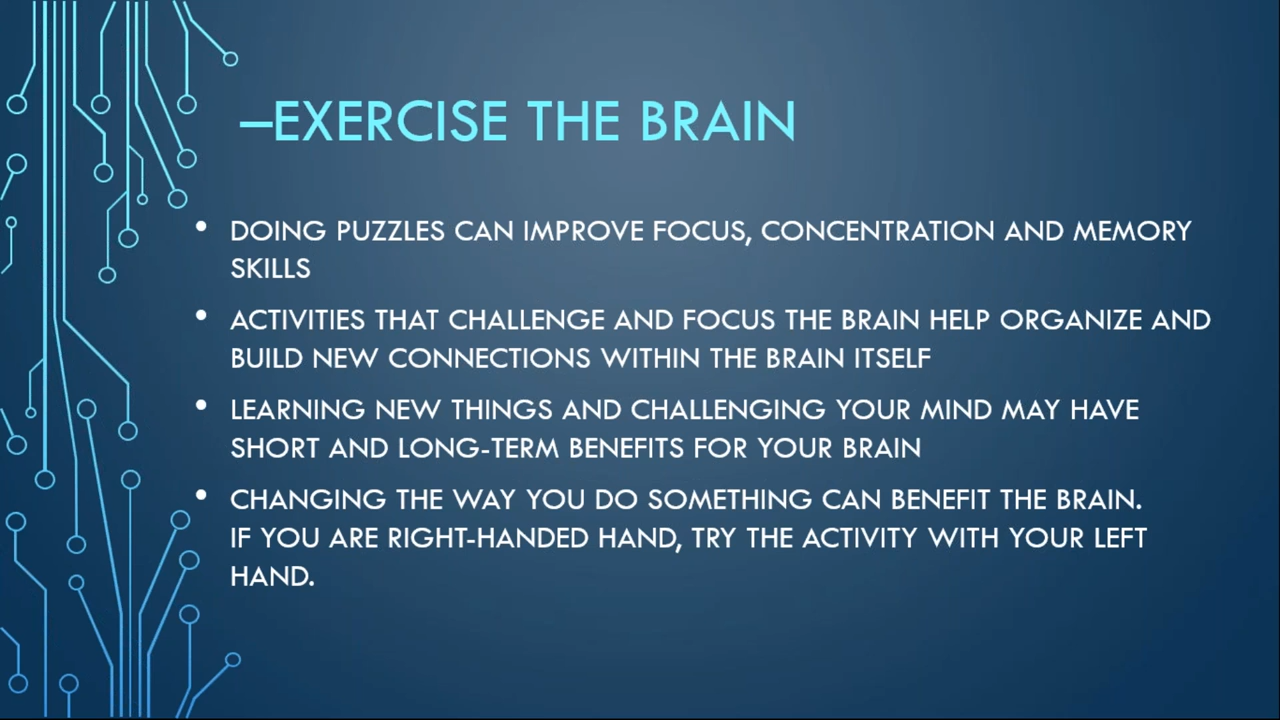 –EXERCISE THE BRAIN
• DOING PUZZLES CAN IMPROVE FOCUS, CONCENTRATION AND MEMORY
SKILLS
• ACTIVITIES THAT CHALLENGE AND FOCUS THE BRAIN HELP ORGANIZE AND
BUILD NEW CONNECTIONS WITHIN THE BRAIN ITSELF
• LEARNING NEW THINGS AND CHALLENGING YOUR MIND MAY HAVE
SHORT AND LONG-TERM BENEFITS FOR YOUR BRAIN
• CHANGING THE WAY YOU DO SOMETHING CAN BENEFIT THE BRAIN.
IF YOU ARE RIGHT-HANDED HAND, TRY THE ACTIVITY WITH YOUR LEFT
HAND.